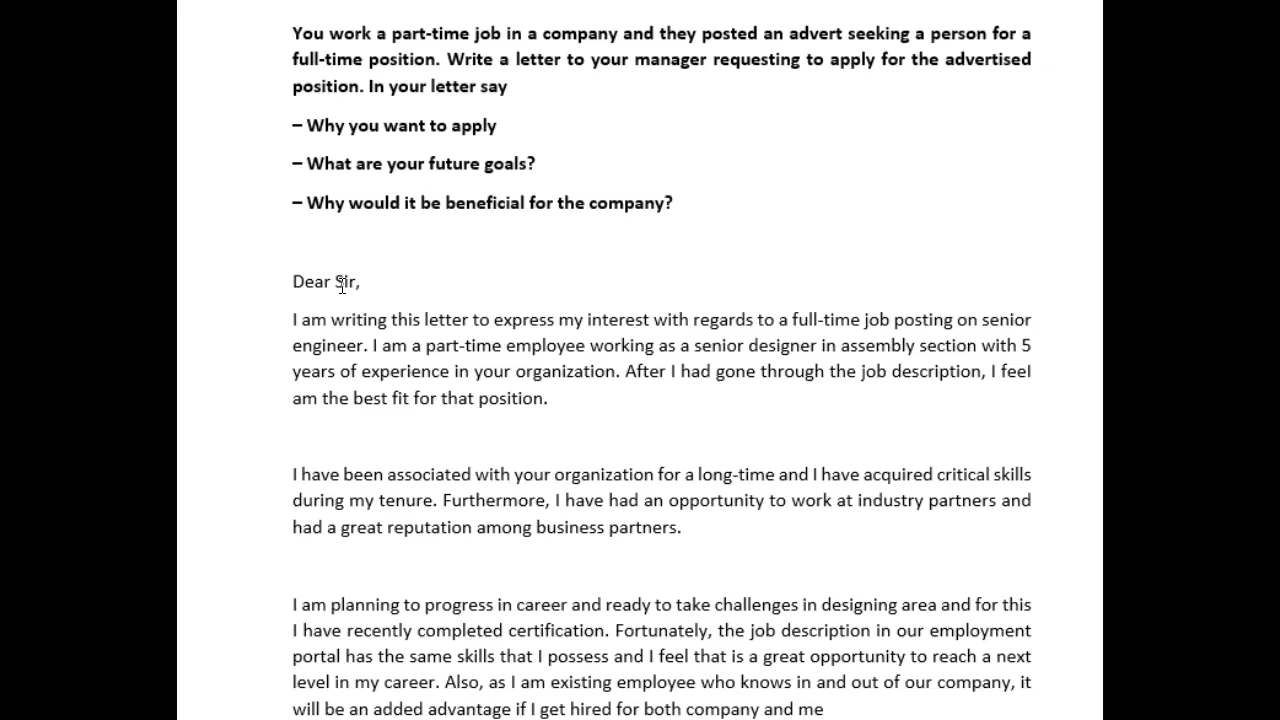 You work a part-time job in a company and they posted an advert seeking a person for a
full-time position. Write a letter to your manager requesting to apply for the advertised
position. In your letter say
– Why you want to apply
– What are your future goals?
– Why would it be beneficial for the company?
Dear Sir,
I am writing this letter to express my interest with regards to a full-time job posting on senior
engineer. I am a part-time employee working as a senior designer in assembly section with 5
years of experience in your organization. After I had gone through the job description, I feel
am the best fit for that position.
I have been associated with your organization for a long-time and I have acquired critical skills
during my tenure. Furthermore, I have had an opportunity to work at industry partners and
had a great reputation among business partners.
I am planning to progress in career and ready to take challenges in designing area and for this
I have recently completed certification. Fortunately, the job description in our employment
portal has the same skills that I possess and I feel that is a great opportunity to reach a next
level in my career. Also, as I am existing employee who knows in and out of our company, it
will be an added advantage if I get hired for both company and me